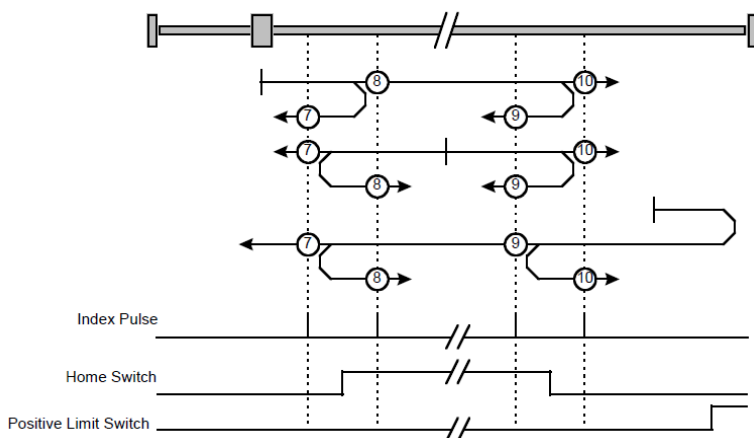 8 10
7 9
7 10
8 9
7 9
8 10
Index Pulse
Home Switch
Positive Limit Switch